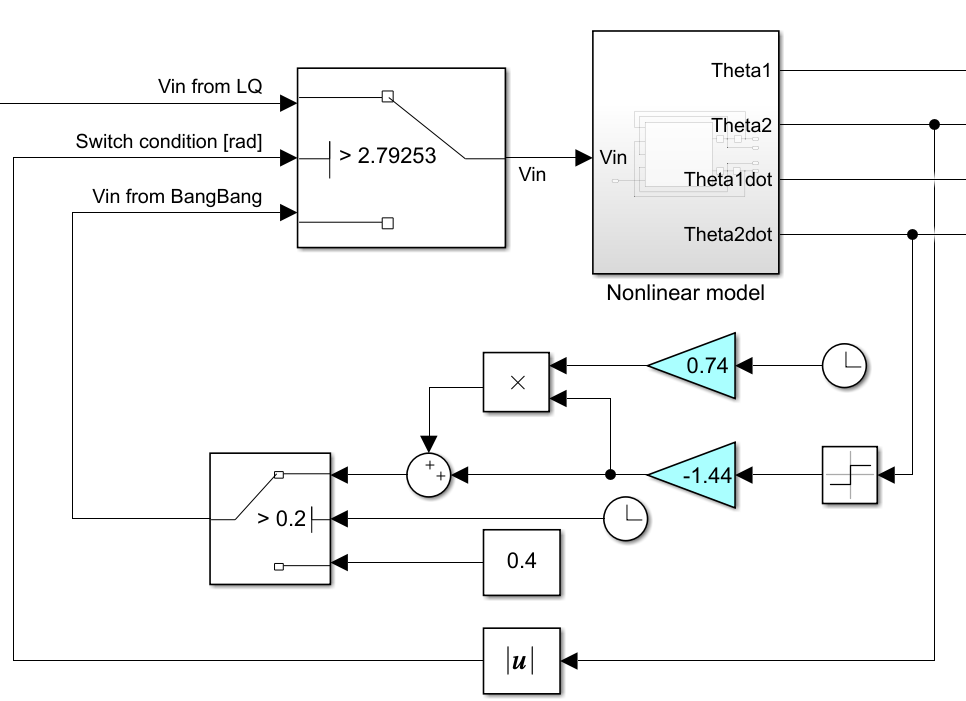 Vin from LQ
Switch condition [rad]
Vin from BangBang
> 2.79253
Vin
Vin
Theta1
Theta2
Theta1dot
Theta2dot
Nonlinear model
×
0.74
+
+
-1.44
> 0.2
0.4
|u|